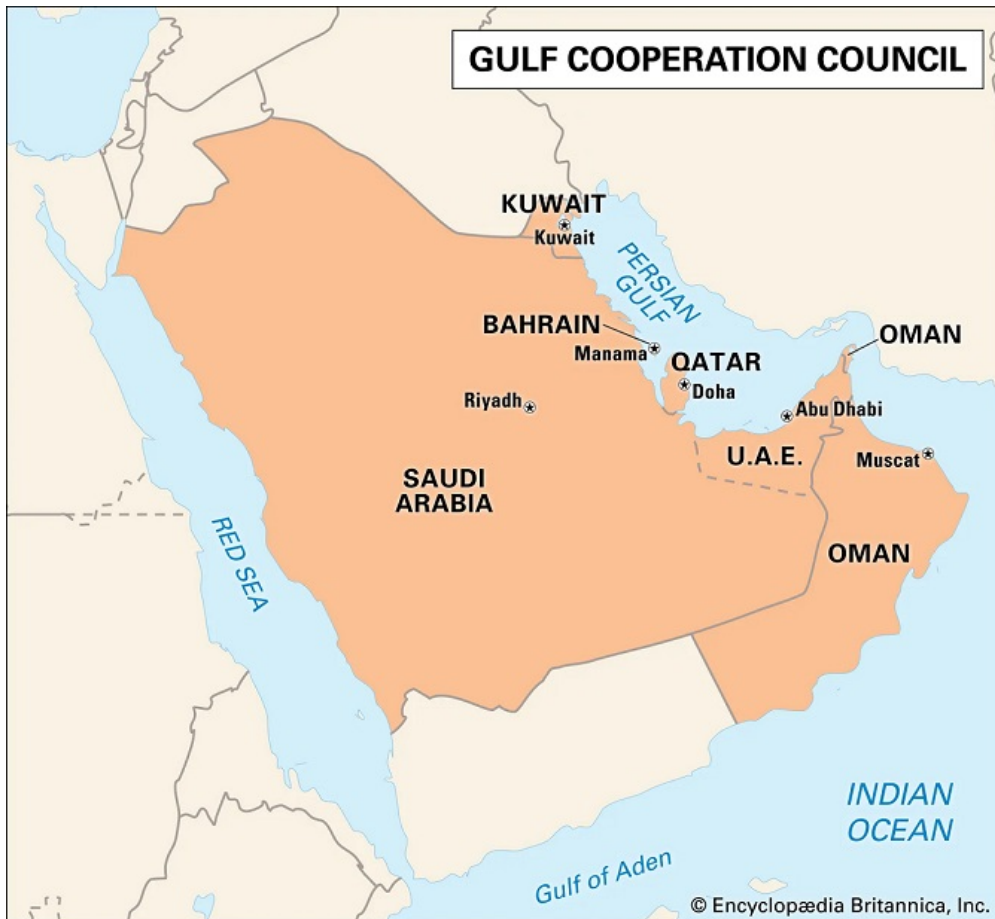 GULF COOPERATION COUNCIL
KUWAIT
Kuwait
PERSIAN
GULF
BAHRAIN
Manama
OMAN
QATAR
Doha
Riyadh
Abu Dhabi
U.A.E.
Muscat
SAUDI
ARABIA
RED SEA
OMAN
INDIAN
OCEAN
Gulf of Aden
© Encyclopædia Britannica, Inc.